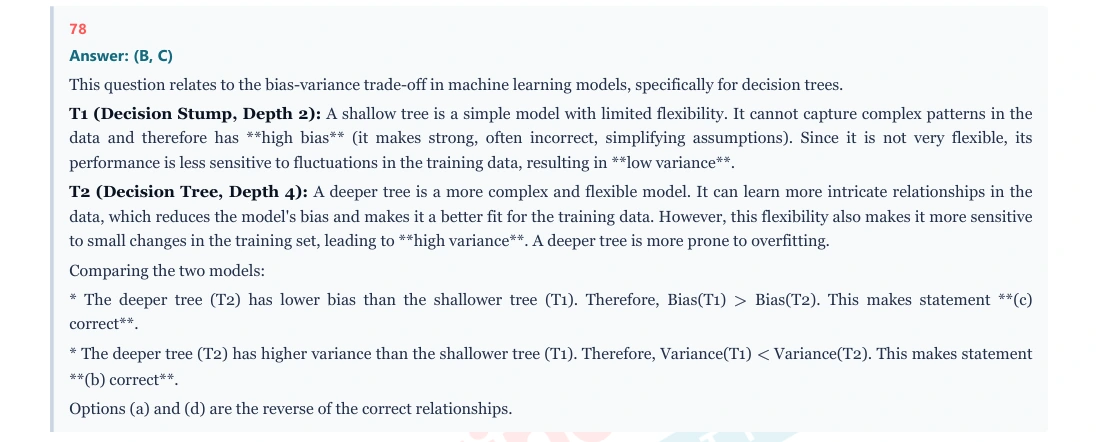 78
Answer: (B, C)
This question relates to the bias-variance trade-off in machine learning models, specifically for decision trees.
T1 (Decision Stump, Depth 2): A shallow tree is a simple model with limited flexibility. It cannot capture complex patterns in the
data and therefore has **high bias** (it makes strong, often incorrect, simplifying assumptions). Since it is not very flexible, its
performance is less sensitive to fluctuations in the training data, resulting in **low variance**.
T2 (Decision Tree, Depth 4): A deeper tree is a more complex and flexible model. It can learn more intricate relationships in the
data, which reduces the model's bias and makes it a better fit for the training data. However, this flexibility also makes it more sensitive
to small changes in the training set, leading to **high variance**. A deeper tree is more prone to overfitting.
Comparing the two models:
* The deeper tree (T2) has lower bias than the shallower tree (T1). Therefore, Bias(T1) > Bias(T2). This makes statement **(c)
correct**.
* The deeper tree (T2) has higher variance than the shallower tree (T1). Therefore, Variance(T1) < Variance(T2). This makes statement
**(b) correct**.
Options (a) and (d) are the reverse of the correct relationships.